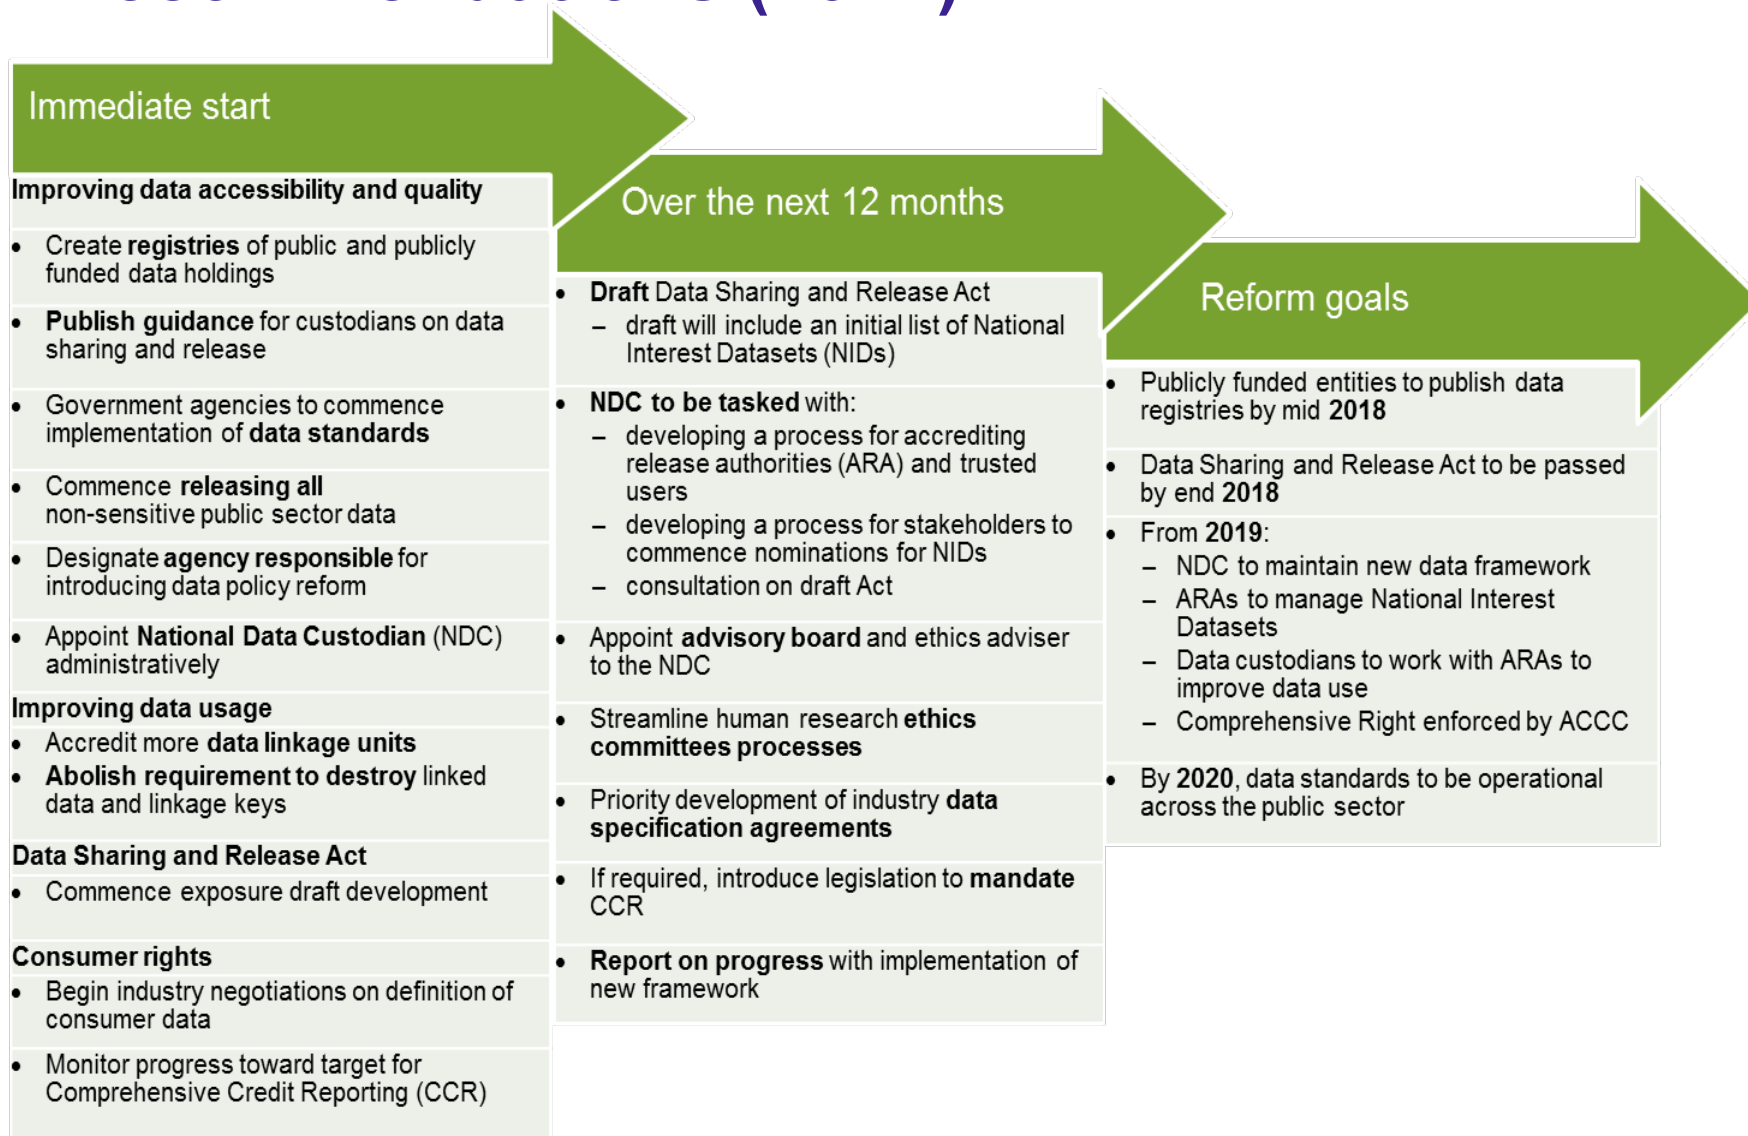 Immediate start
Improving data accessibility and quality
• Create registries of public and publicly
funded data holdings
• Publish guidance for custodians on data
sharing and release
• Government agencies to commence
implementation of data standards
• Commence releasing all
non-sensitive public sector data
• Designate agency responsible for
introducing data policy reform
• Appoint National Data Custodian (NDC)
administratively
Improving data usage
• Accredit more data linkage units
• Abolish requirement to destroy linked
data and linkage keys
Data Sharing and Release Act
• Commence exposure draft development
Consumer rights
• Begin industry negotiations on definition of
consumer data
• Monitor progress toward target for
Comprehensive Credit Reporting (CCR)
Over the next 12 months
• Draft Data Sharing and Release Act
– draft will include an initial list of National
Interest Datasets (NIDs)
• NDC to be tasked with:
– developing a process for accrediting
release authorities (ARA) and trusted
users
– developing a process for stakeholders to
commence nominations for NIDs
– consultation on draft Act
• Appoint advisory board and ethics adviser
to the NDC
• Streamline human research ethics
committees processes
• Priority development of industry data
specification agreements
• If required, introduce legislation to mandate
CCR
• Report on progress with implementation of
new framework
Reform goals
• Publicly funded entities to publish data
registries by mid 2018
• Data Sharing and Release Act to be passed
by end 2018
• From 2019:
– NDC to maintain new data framework
– ARAs to manage National Interest
Datasets
– Data custodians to work with ARAs to
improve data use
– Comprehensive Right enforced by ACCC
• By 2020, data standards to be operational
across the public sector